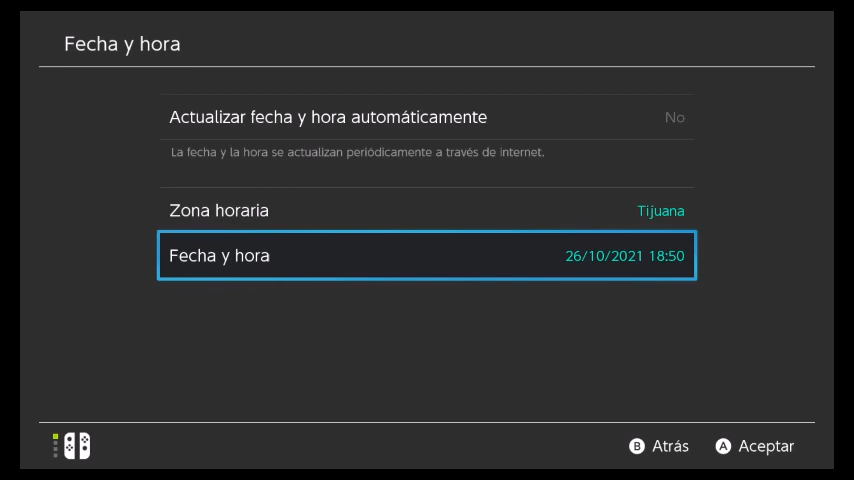 Fecha y hora
Actualizar fecha y hora automáticamente No
La fecha y la hora se actualizan periódicamente a través de internet.
Zona horaria Tijuana
Fecha y hora 26/10/2021 18:50
B Atrás A Aceptar